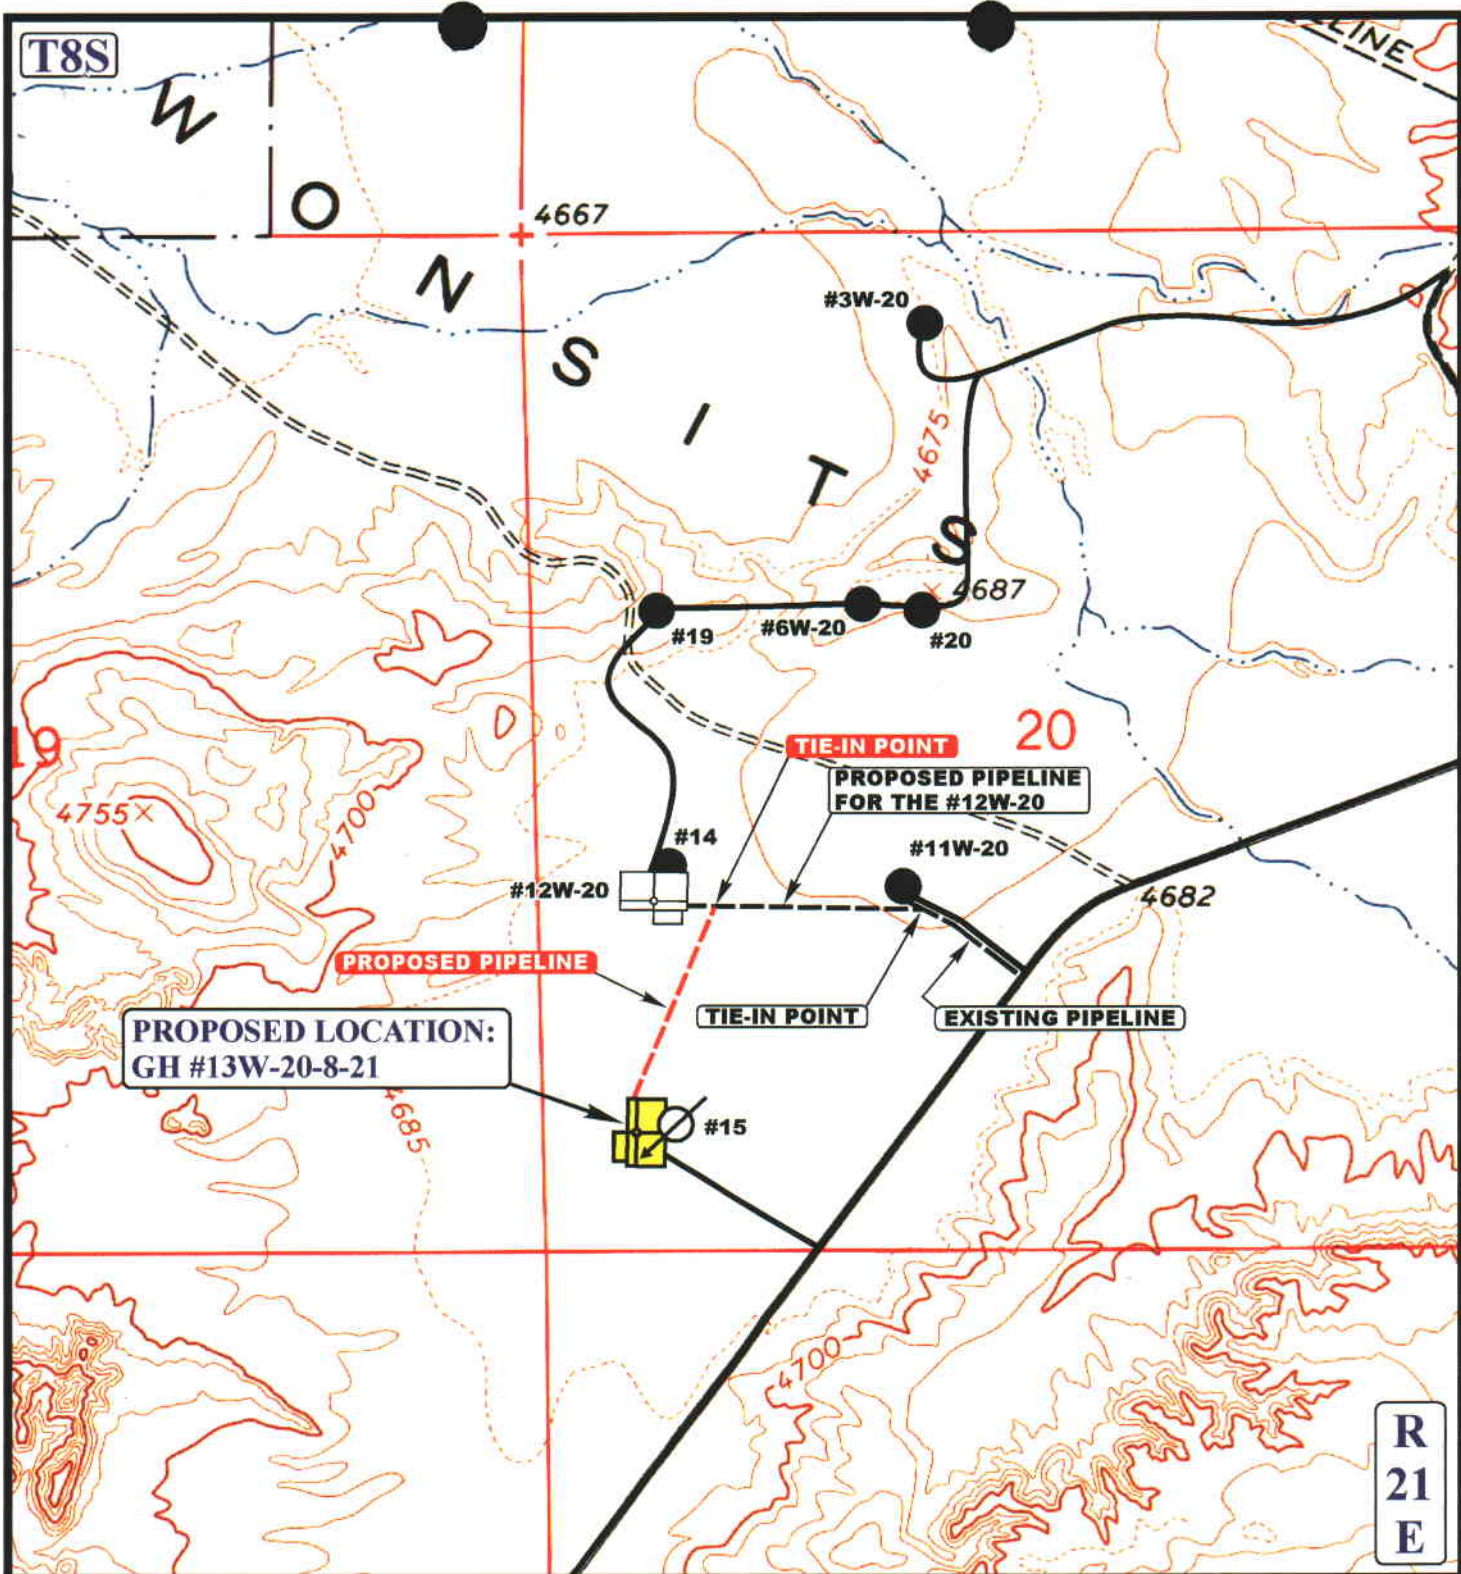 T8S
LINE
W O N S I T S
4667
#3W-20
4675
4687
#19
#6W-20
#20
19
20
TIE-IN POINT
PROPOSED PIPELINE
FOR THE #12W-20
4755
4700
#14
#11W-20
#12W-20
4682
PROPOSED PIPELINE
TIE-IN POINT
EXISTING PIPELINE
PROPOSED LOCATION:
GH #13W-20-8-21
4685
#15
4700
R
21
E